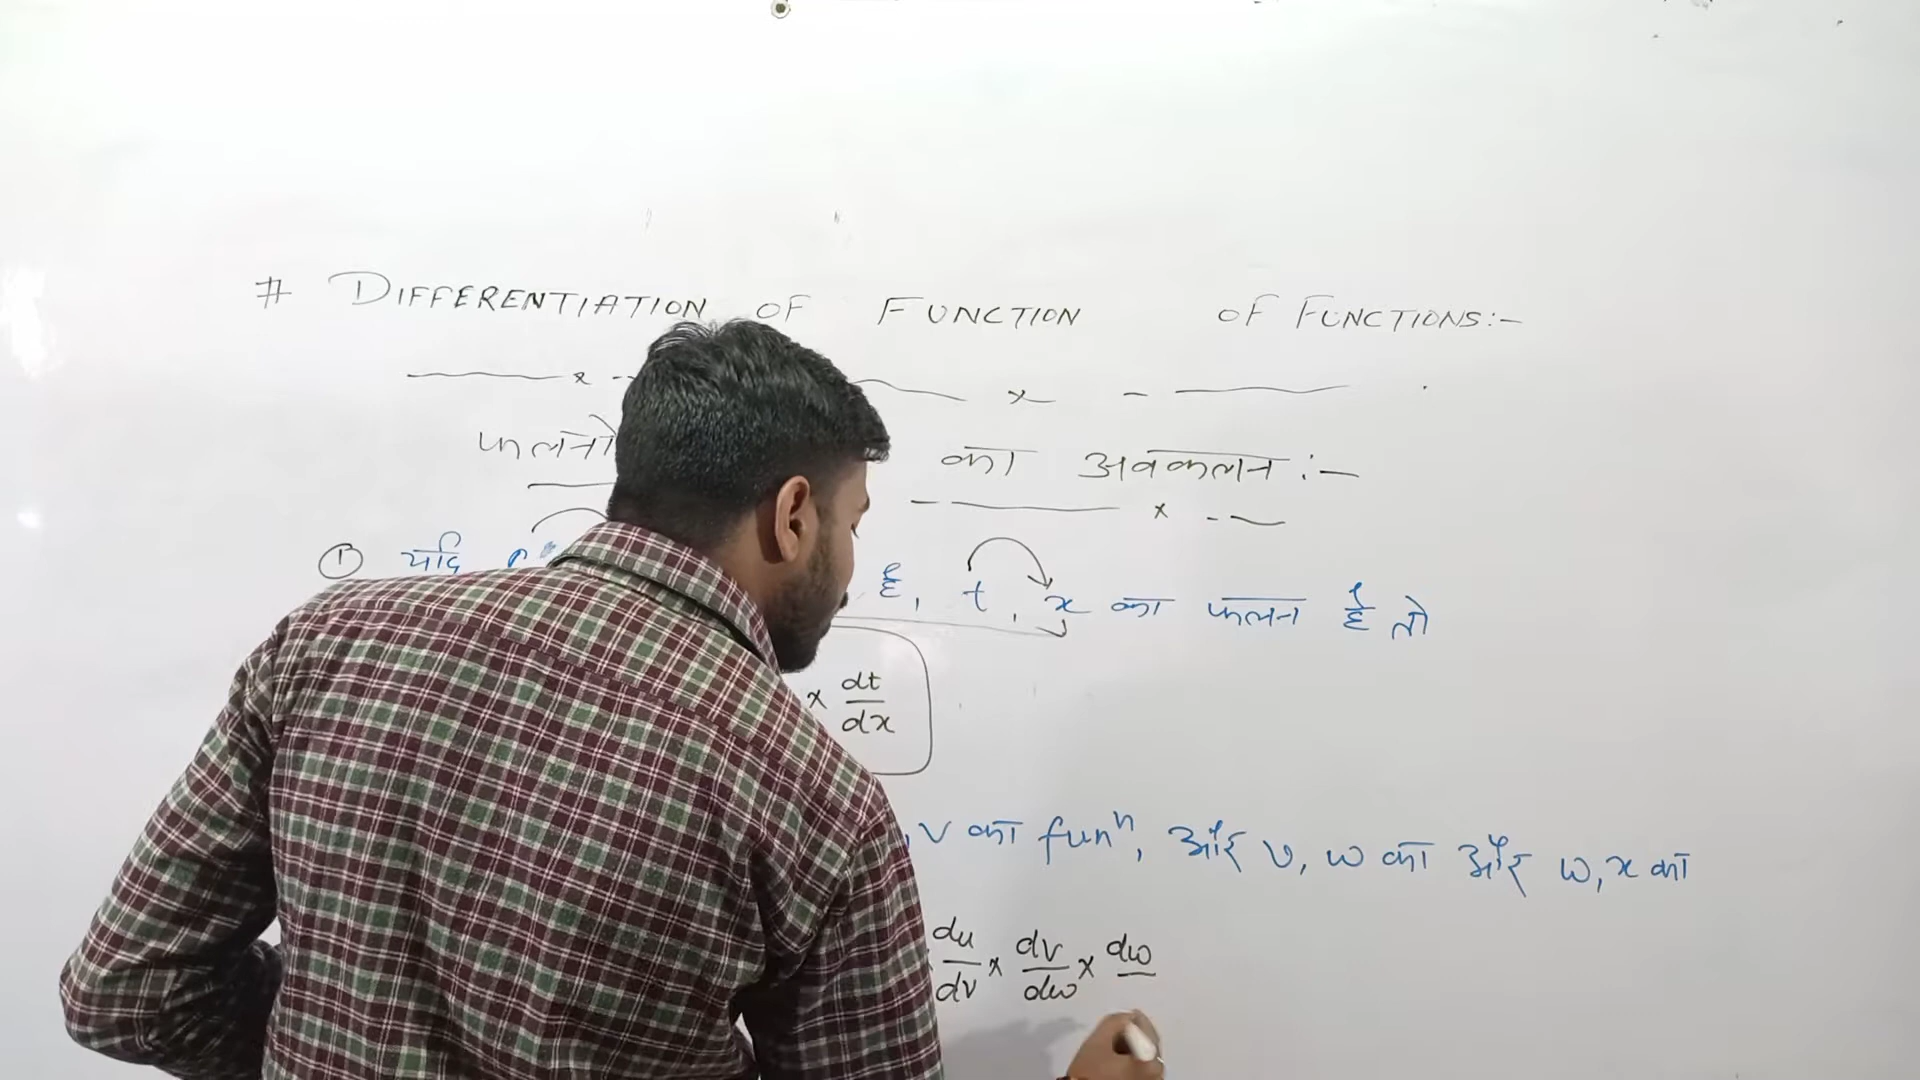 # DIFFERENTIATION OF FUNCTION OF FUNCTIONS:-
फलनों का अवकलन :-
① यदि है, t, x का फलन है तो
× dt/dx
, v का funⁿ, और v, w का और w, x का
du/dv × dv/dw × dw